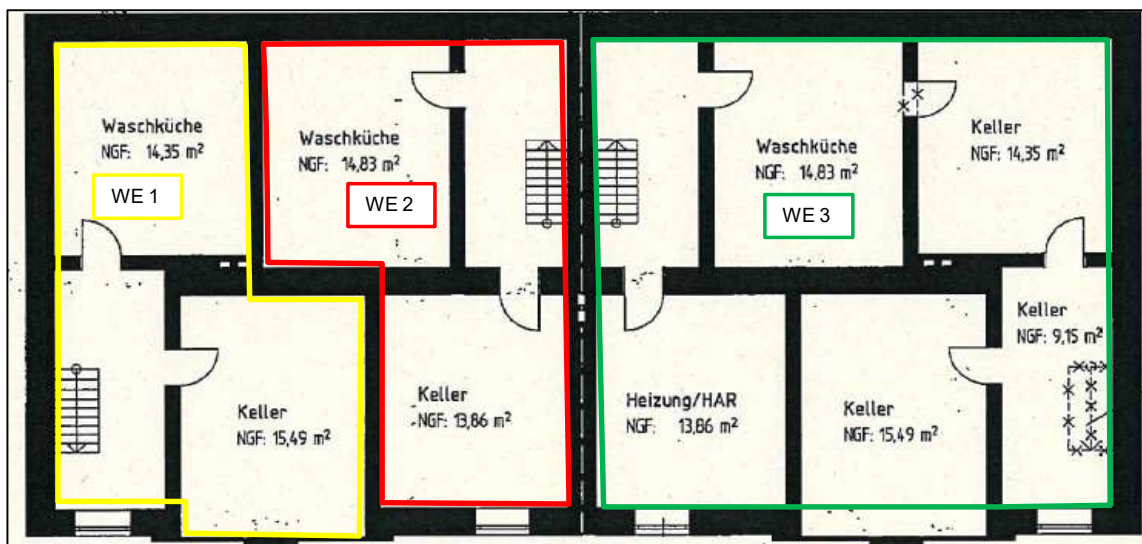 Waschküche
NGF: 14,35 m²
WE 1
Waschküche
NGF: 14,83 m²
WE 2
Waschküche
NGF: 14,83 m²
WE 3
Keller
NGF: 14,35 m²
Keller
NGF: 15,49 m²
Keller
NGF: 13,86 m²
Heizung/HAR
NGF: 13,86 m²
Keller
NGF: 15,49 m²
Keller
NGF: 9,15 m²